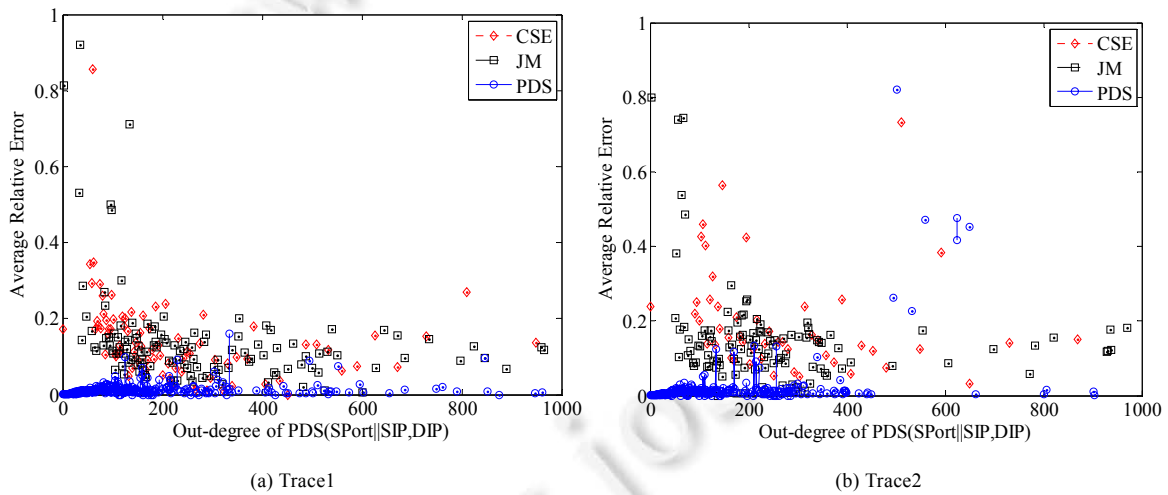 1
0.8
0.6
0.4
0.2
0
Average Relative Error
0 200 400 600 800 1000
Out-degree of PDS(SPort||SIP,DIP)
CSE
JM
PDS
(a) Trace1
1
0.8
0.6
0.4
0.2
0
Average Relative Error
0 200 400 600 800 1000
Out-degree of PDS(SPort||SIP,DIP)
CSE
JM
PDS
(b) Trace2